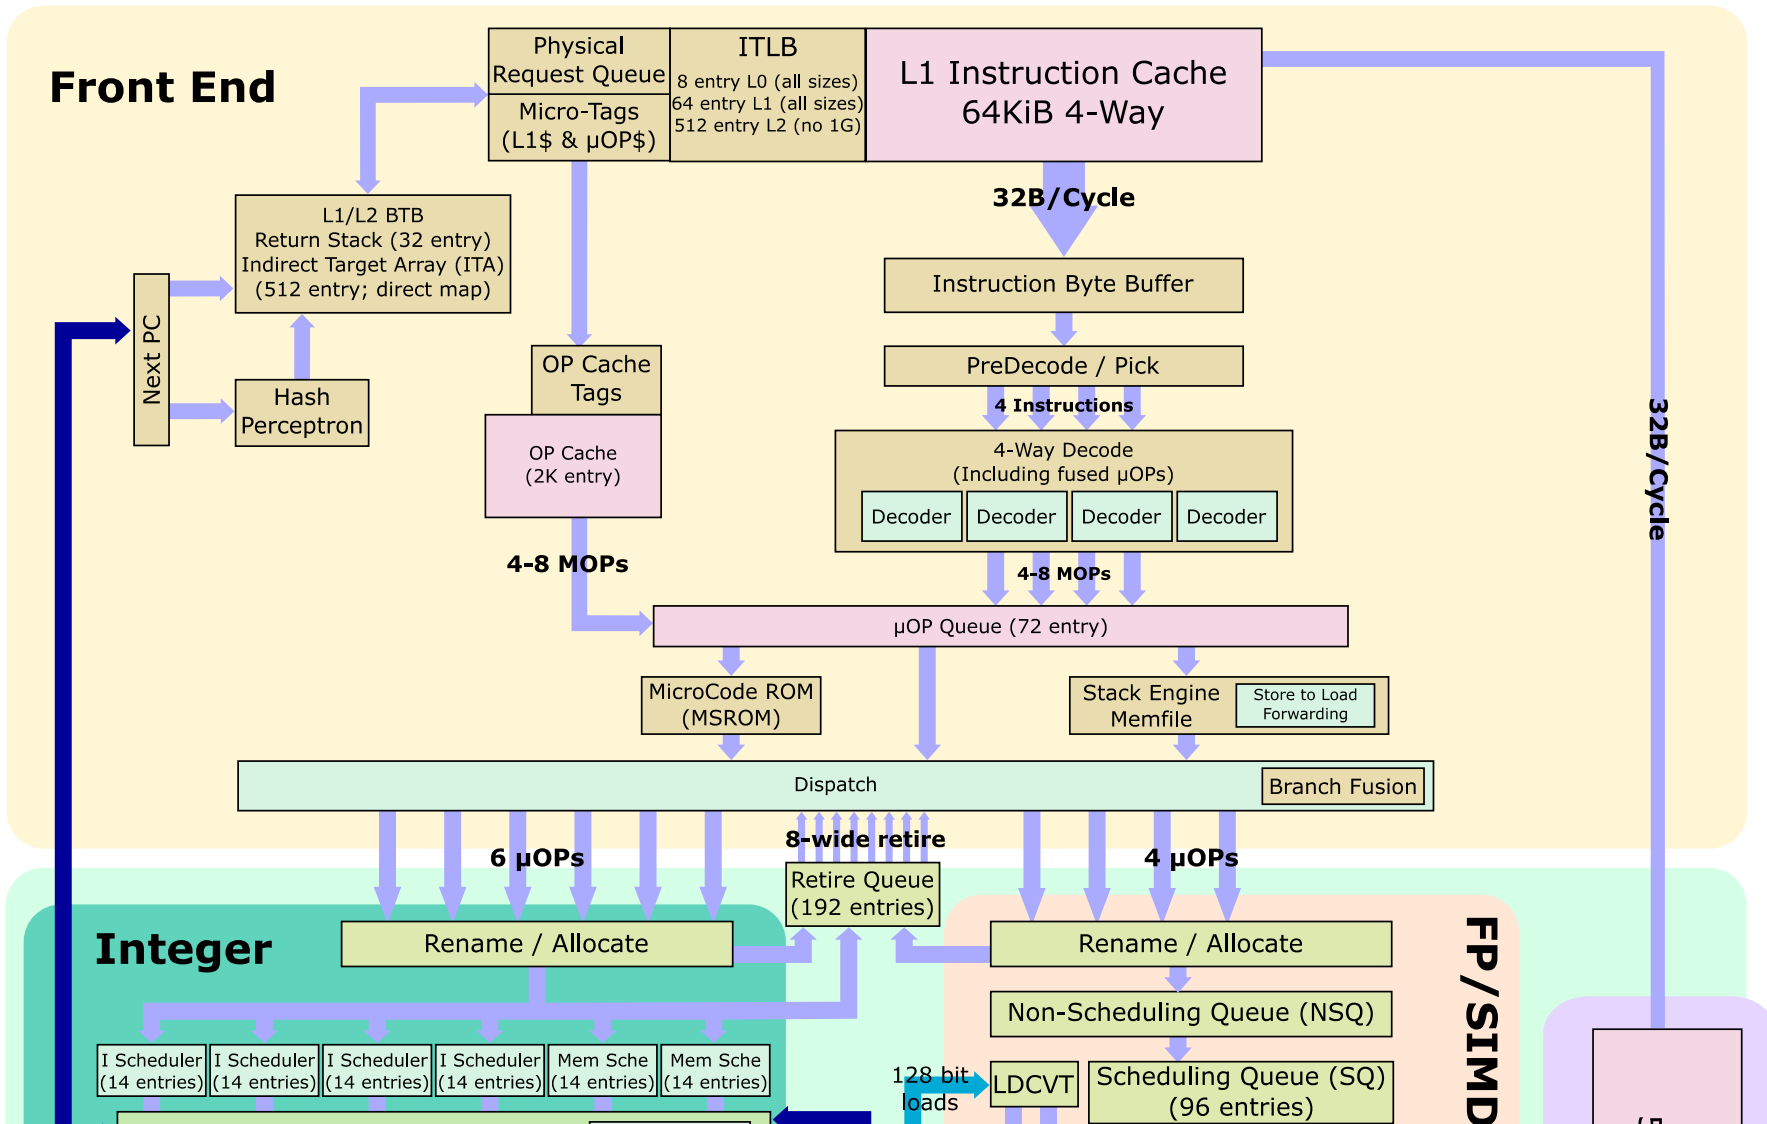 Front End
Physical
Request Queue
Micro-Tags
(L1$ & µOP$)
ITLB
8 entry L0 (all sizes)
64 entry L1 (all sizes)
512 entry L2 (no 1G)
L1 Instruction Cache
64KiB 4-Way
32B/Cycle
L1/L2 BTB
Return Stack (32 entry)
Indirect Target Array (ITA)
(512 entry; direct map)
Next PC
Hash
Perceptron
OP Cache
Tags
OP Cache
(2K entry)
4-8 MOPs
Instruction Byte Buffer
PreDecode / Pick
4 Instructions
4-Way Decode
(Including fused µOPs)
Decoder
Decoder
Decoder
Decoder
4-8 MOPs
32B/Cycle
µOP Queue (72 entry)
MicroCode ROM
(MSROM)
Stack Engine
Memfile
Store to Load
Forwarding
Dispatch
Branch Fusion
6 µOPs
8-wide retire
4 µOPs
Retire Queue
(192 entries)
Integer
Rename / Allocate
Rename / Allocate
FP/SIMD
Non-Scheduling Queue (NSQ)
I Scheduler
(14 entries)
I Scheduler
(14 entries)
I Scheduler
(14 entries)
I Scheduler
(14 entries)
Mem Sche
(14 entries)
Mem Sche
(14 entries)
128 bit
loads
LDCVT
Scheduling Queue (SQ)
(96 entries)